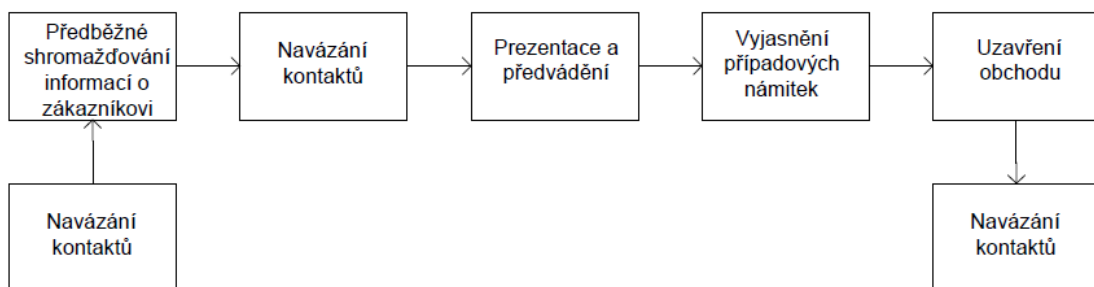 Předběžné
shromažďování
informací o
zákazníkovi
Navázání
kontaktů
Prezentace a
předvádění
Vyjasnění
případových
námitek
Uzavření
obchodu
Navázání
kontaktů
Navázání
kontaktů